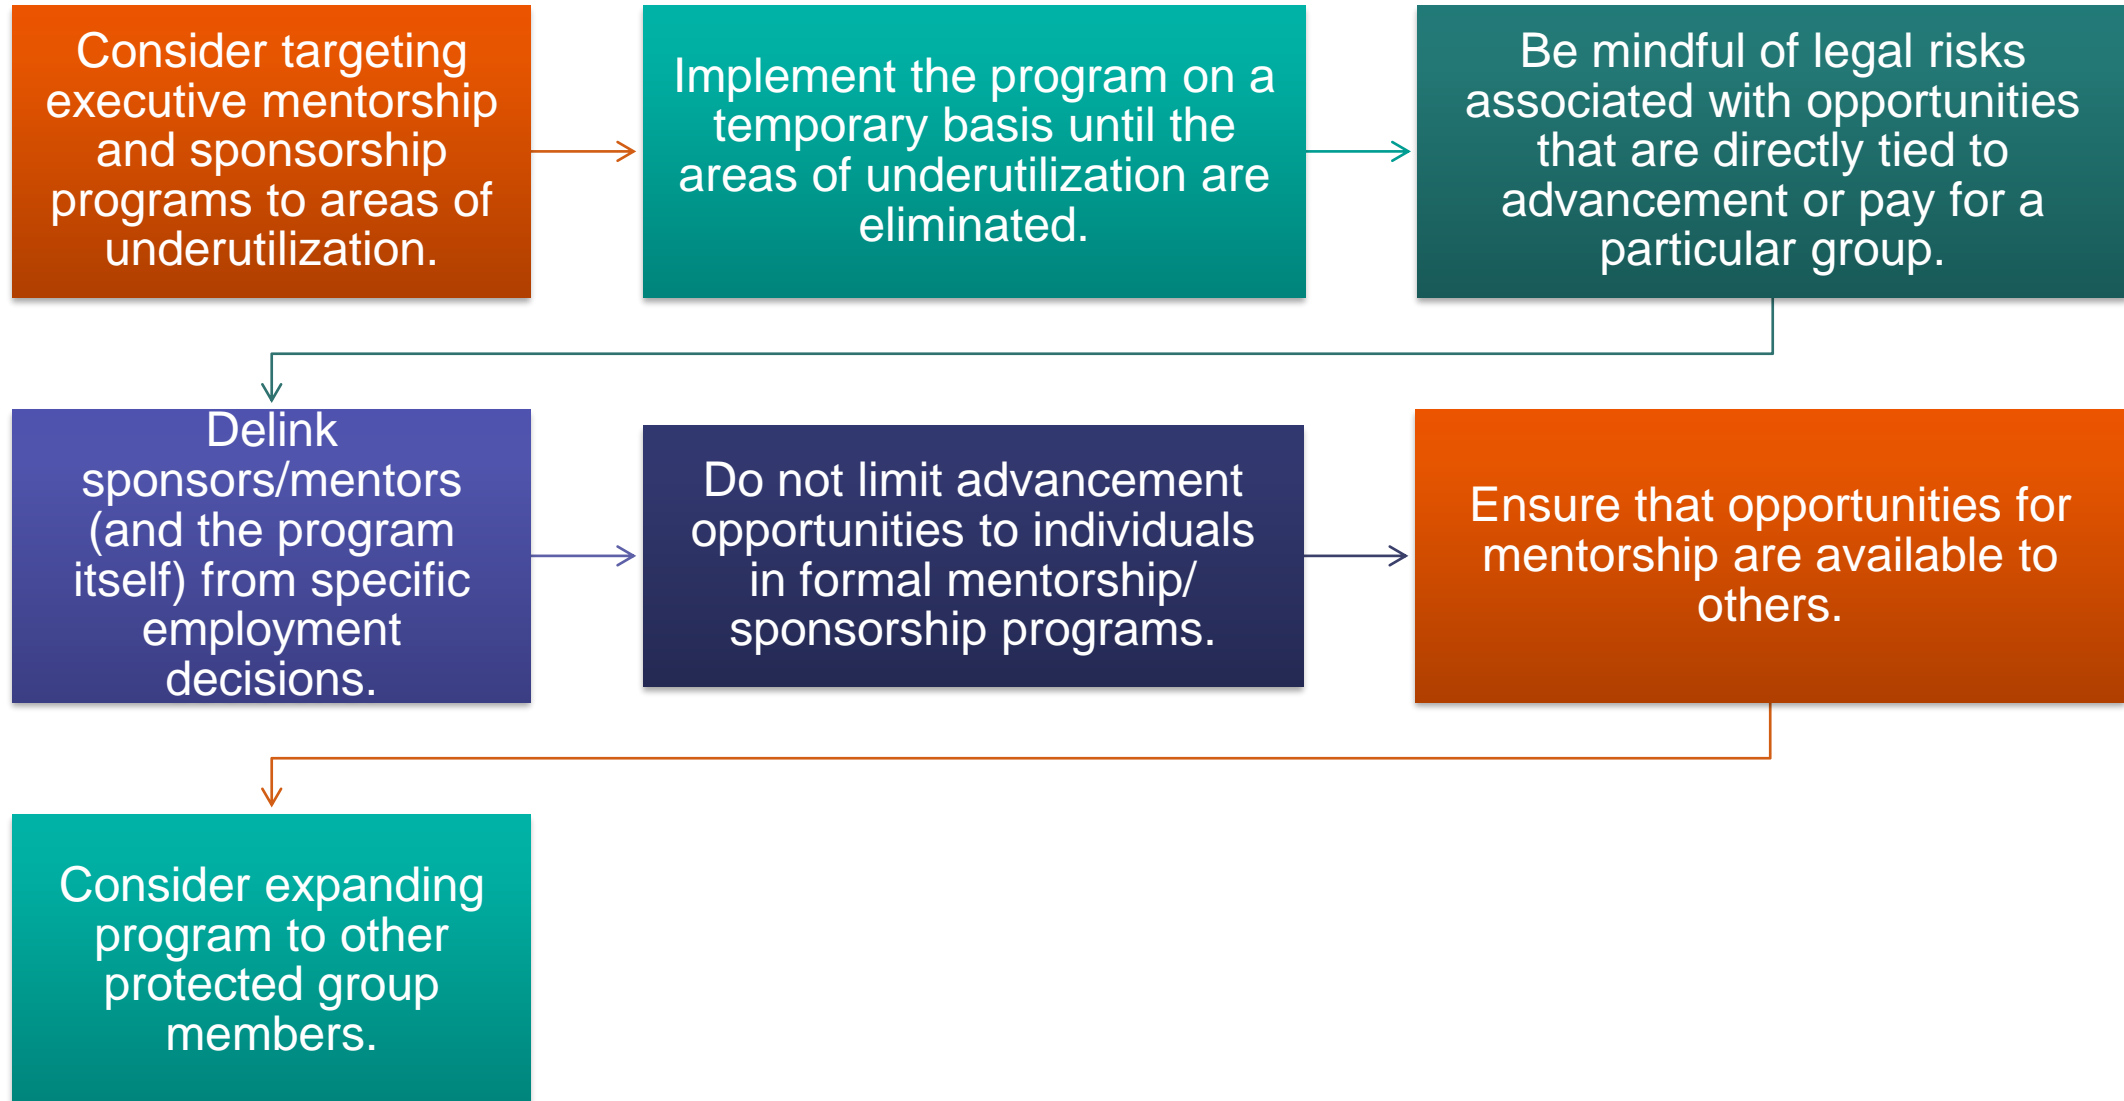 Consider targeting
executive mentorship
and sponsorship
programs to areas of
underutilization.
Implement the program on a
temporary basis until the
areas of underutilization are
eliminated.
Be mindful of legal risks
associated with opportunities
that are directly tied to
advancement or pay for a
particular group.
Delink
sponsors/mentors
(and the program
itself) from specific
employment
decisions.
Do not limit advancement
opportunities to individuals
in formal mentorship/
sponsorship programs.
Ensure that opportunities for
mentorship are available to
others.
Consider expanding
program to other
protected group
members.